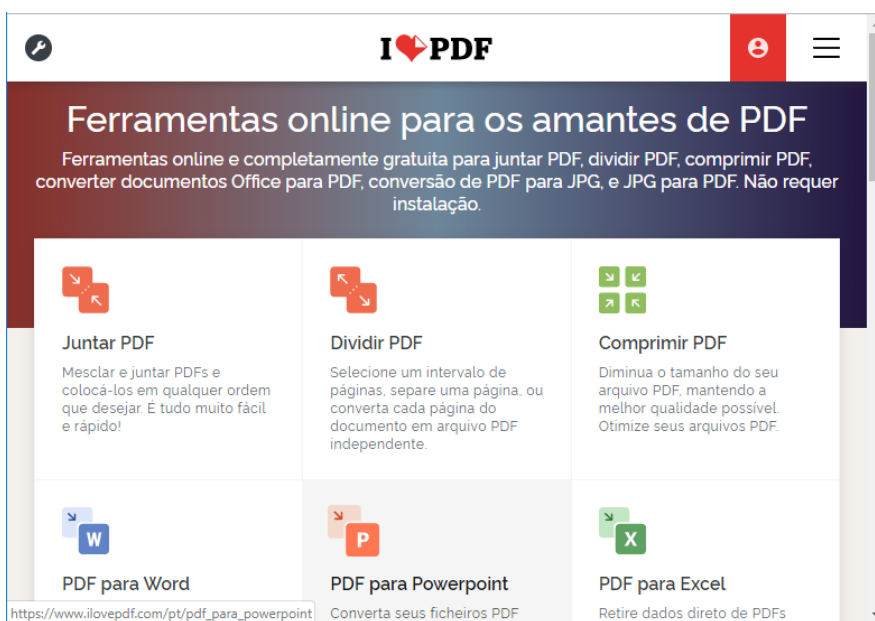 I PDF
Ferramentas online para os amantes de PDF
Ferramentas online e completamente gratuita para juntar PDF, dividir PDF, comprimir PDF,
converter documentos Office para PDF, conversão de PDF para JPG, e JPG para PDF. Não requer
instalação.
Juntar PDF
Mesclar e juntar PDFs e
colocá-los em qualquer ordem
que desejar. É tudo muito fácil
e rápido!
Dividir PDF
Selecione um intervalo de
páginas, separe uma página, ou
converta cada página do
documento em arquivo PDF
independente.
Comprimir PDF
Diminua o tamanho do seu
arquivo PDF, mantendo a
melhor qualidade possível.
Otimize seus arquivos PDF.
W
PDF para Word
P
PDF para Powerpoint
Converta seus ficheiros PDF
X
PDF para Excel
Retire dados direto de PDFs
https://www.ilovepdf.com/pt/pdf_para_powerpoint